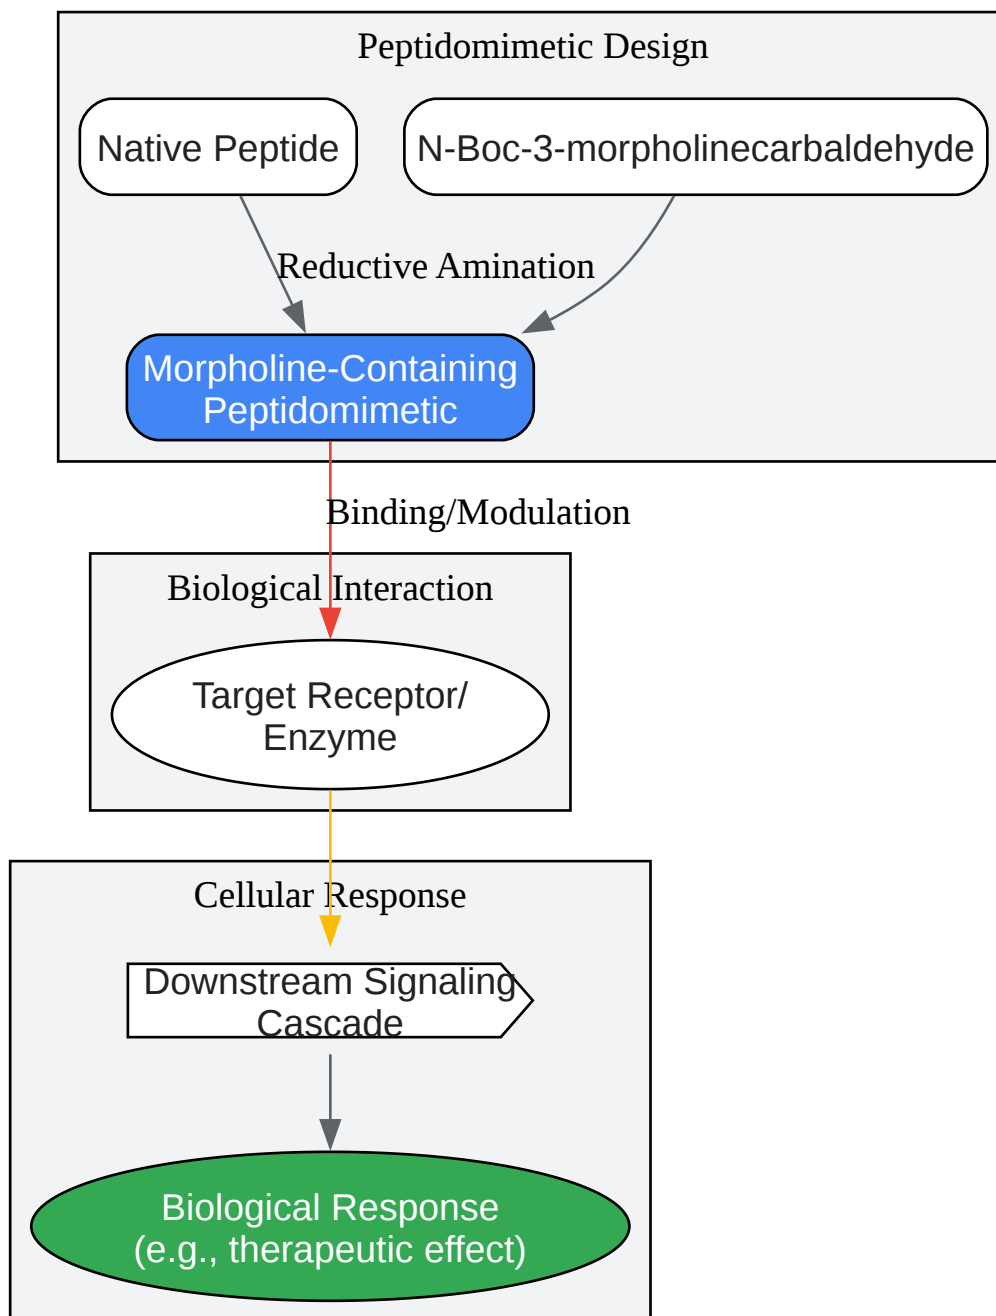 Peptidomimetic Design
Native Peptide
N-Boc-3-morpholinecarbaldehyde
Reductive Amination
Morpholine-Containing
Peptidomimetic
Binding/Modulation
Biological Interaction
Target Receptor/
Enzyme
Cellular Response
Downstream Signaling
Cascade
Biological Response
(e.g., therapeutic effect)